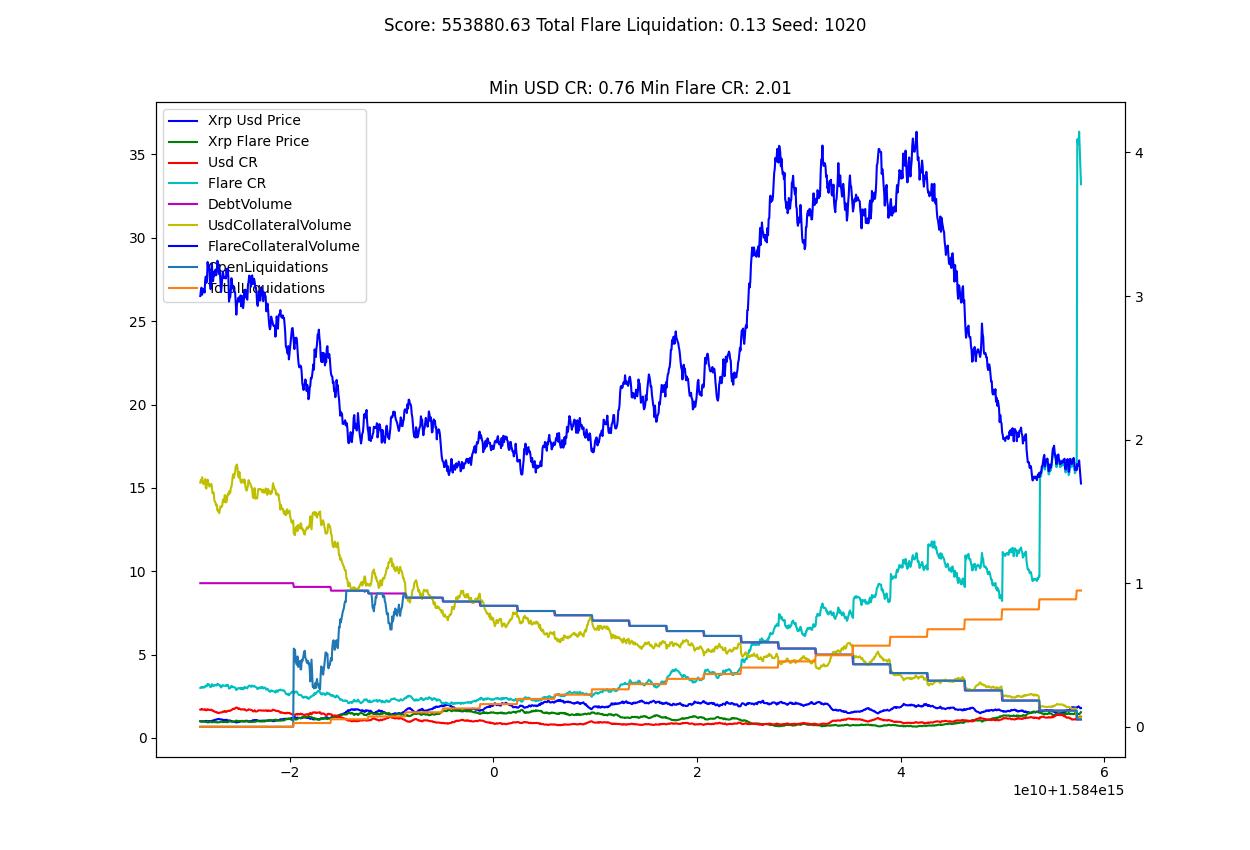 Score: 553880.63 Total Flare Liquidation: 0.13 Seed: 1020
Min USD CR: 0.76 Min Flare CR: 2.01
Xrp Usd Price
Xrp Flare Price
Usd CR
Flare CR
DebtVolume
UsdCollateralVolume
FlareCollateralVolume
OpenLiquidations
TotalLiquidations
35
30
25
20
15
10
5
0
4
3
2
1
0
−2
0
2
4
6
1e10+1.584e15